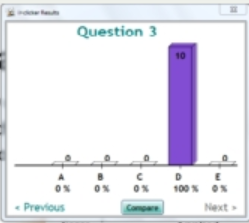 i>clicker Results
Question 3
10
0 0 0 0
A B C D E
0 % 0 % 0 % 100 % 0 %
< Previous Compare Next >